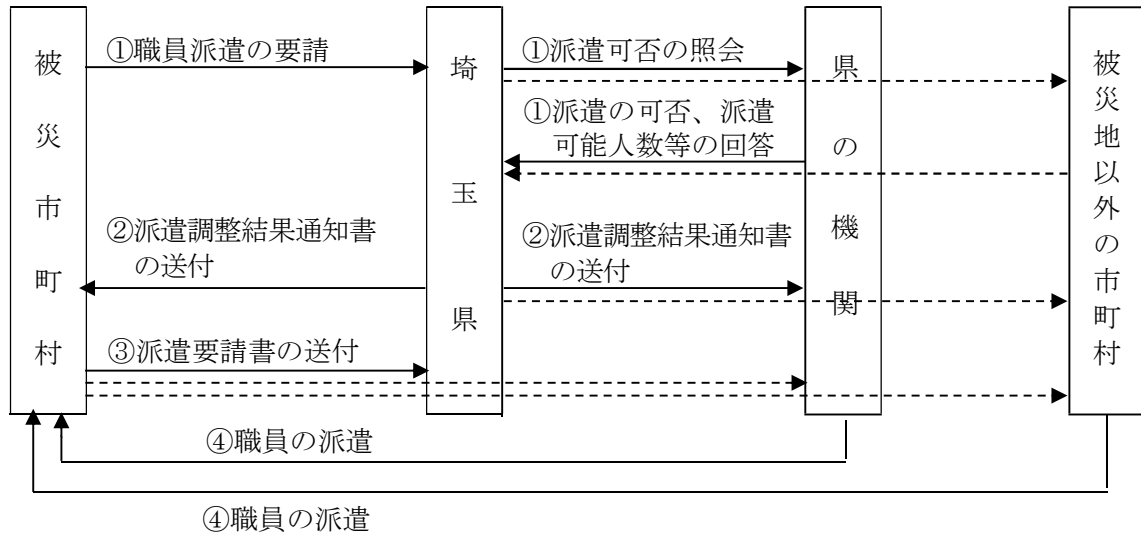 被災市町村
①職員派遣の要請
埼玉県
①派遣可否の照会
県の機関
被災地以外の市町村
①派遣の可否、派遣
可能人数等の回答
②派遣調整結果通知書
の送付
②派遣調整結果通知書
の送付
③派遣要請書の送付
④職員の派遣
④職員の派遣